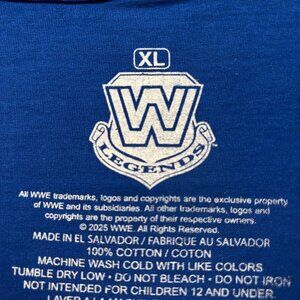 XL
W
LEGENDS
All WWE trademarks, logos and copyrights are the exclusive property
of WWE and its subsidiaries. All other trademarks, logos and
copyrights are the property of their respective owners.
© 2025 WWE. All Rights Reserved.
MADE IN EL SALVADOR / FABRIQUE AU SALVADOR
100% COTTON / COTON
MACHINE WASH COLD WITH LIKE COLORS
TUMBLE DRY LOW • DO NOT BLEACH • DO NOT IRON
NOT INTENDED FOR CHILDREN 12 AND UNDER.
LAVER À LA